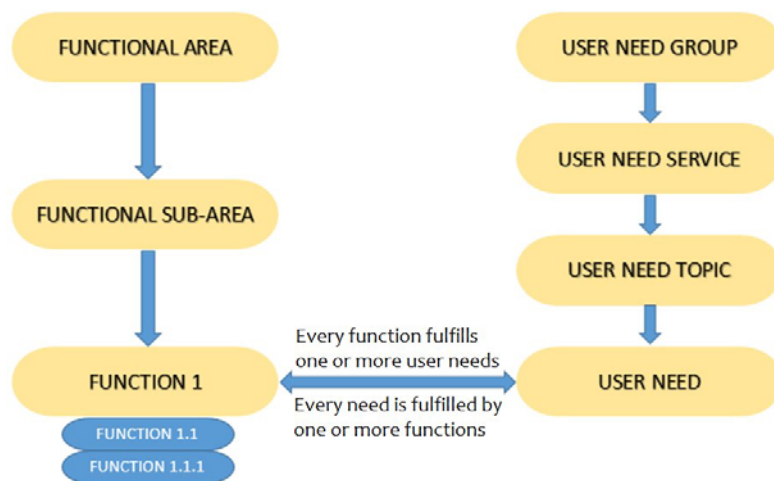 FUNCTIONAL AREA
FUNCTIONAL SUB-AREA
FUNCTION 1
FUNCTION 1.1
FUNCTION 1.1.1
Every function fulfills
one or more user needs
Every need is fulfilled by
one or more functions
USER NEED GROUP
USER NEED SERVICE
USER NEED TOPIC
USER NEED